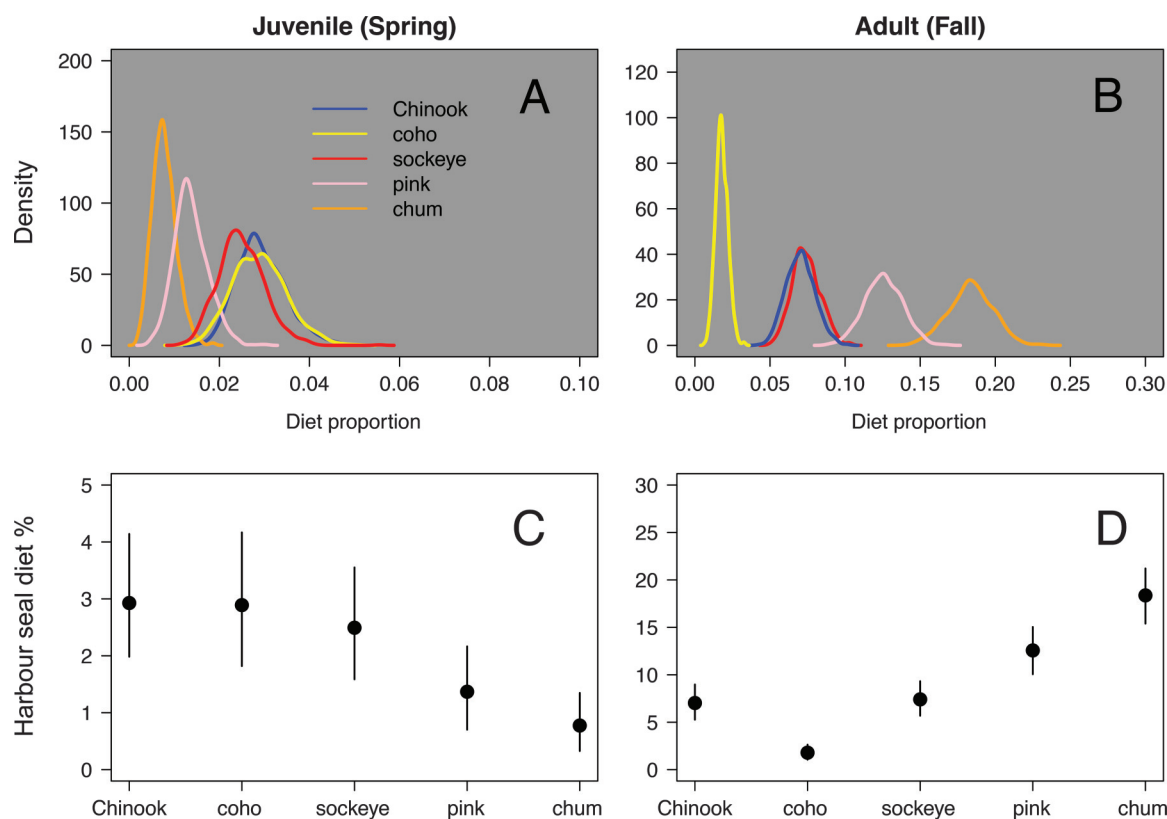 Juvenile (Spring)
Adult (Fall)
A
B
Density
200
150
100
50
0
Chinook
coho
sockeye
pink
chum
0.00 0.02 0.04 0.06 0.08 0.10
Diet proportion
120
100
80
60
40
20
0
0.00 0.05 0.10 0.15 0.20 0.25 0.30
Diet proportion
C
D
Harbour seal diet %
5
4
3
2
1
0
Chinook coho sockeye pink chum
30
25
20
15
10
5
0
Chinook coho sockeye pink chum